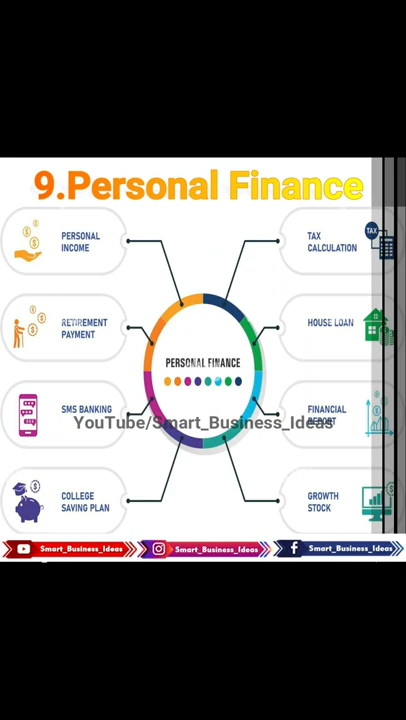 9.Personal Finance
PERSONAL
INCOME
TAX
CALCULATION
TAX
RETIREMENT
PAYMENT
HOUSE LOAN
PERSONAL FINANCE
SMS BANKING
FINANCIAL
REPORT
YouTube/Smart_Business_Ideas
COLLEGE
SAVING PLAN
GROWTH
STOCK
Smart_Business_Ideas
Smart_Business_Ideas
Smart_Business_Ideas